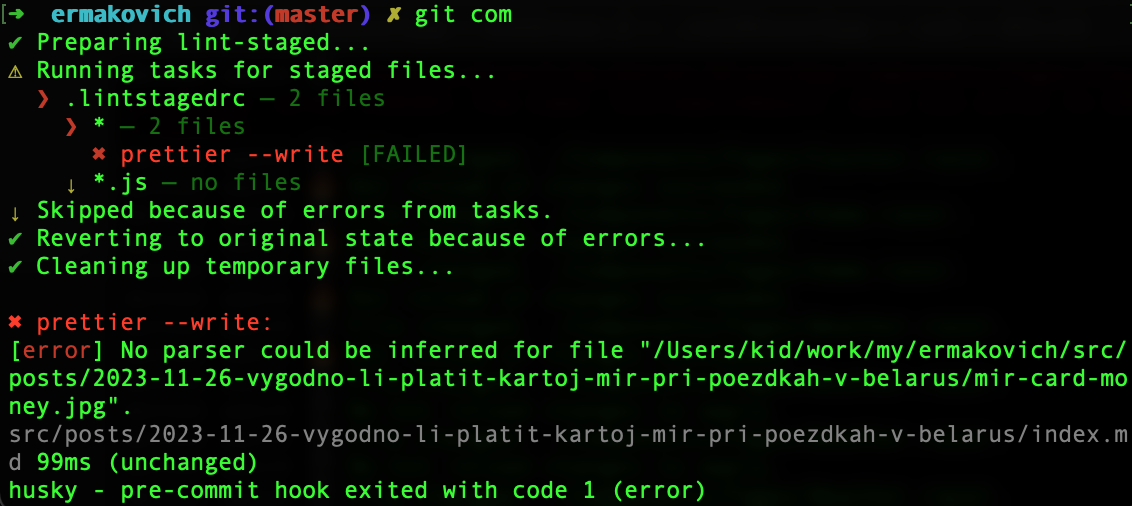 [➜  ermakovich git:(master) ✗ git com
✔ Preparing lint-staged...
⚠ Running tasks for staged files...
  ❯ .lintstagedrc — 2 files
    ❯ * — 2 files
      ✖ prettier --write [FAILED]
    ↓ *.js — no files
↓ Skipped because of errors from tasks.
✔ Reverting to original state because of errors...
✔ Cleaning up temporary files...

✖ prettier --write:
[error] No parser could be inferred for file "/Users/kid/work/my/ermakovich/src/
posts/2023-11-26-vygodno-li-platit-kartoj-mir-pri-poezdkah-v-belarus/mir-card-mo
ney.jpg".
src/posts/2023-11-26-vygodno-li-platit-kartoj-mir-pri-poezdkah-v-belarus/index.m
d 99ms (unchanged)
husky - pre-commit hook exited with code 1 (error)